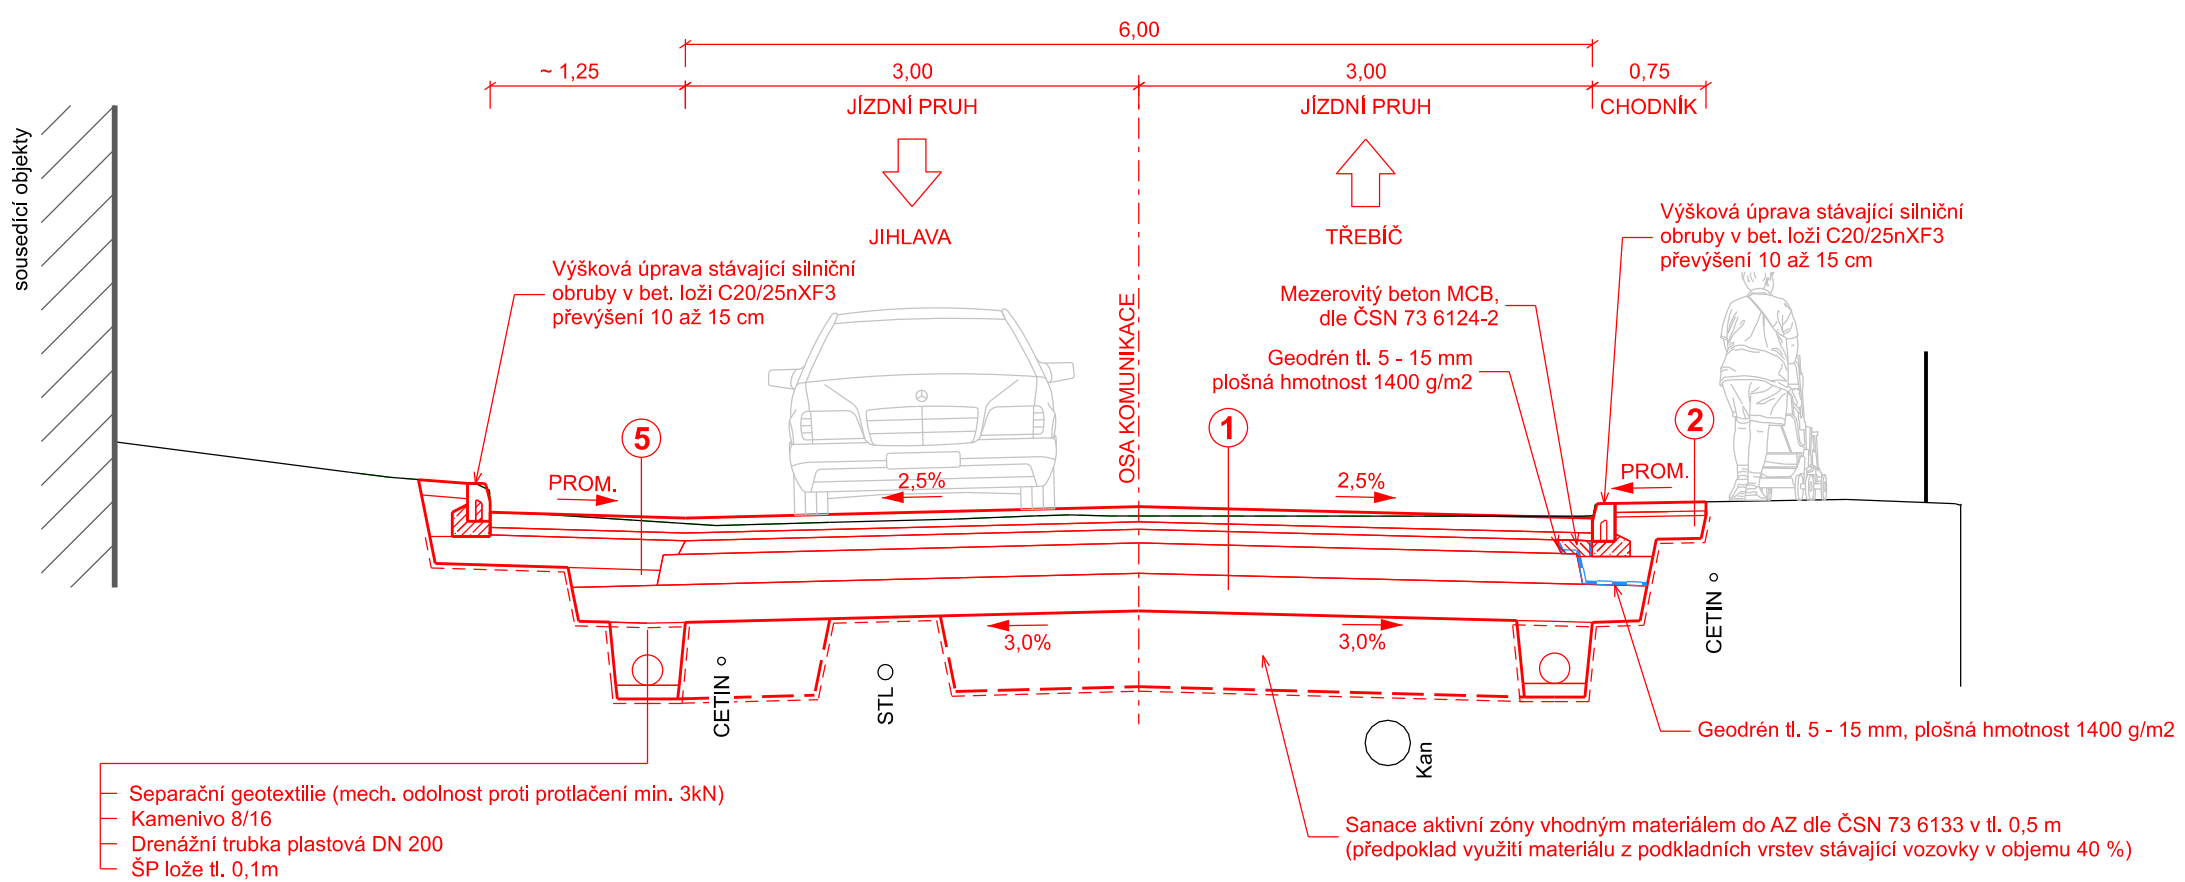 6,00
~ 1,25
3,00
3,00
0,75
JÍZDNÍ PRUH
JÍZDNÍ PRUH
CHODNÍK
sousedící objekty
JIHLAVA
TŘEBÍČ
Výšková úprava stávající silniční
obruby v bet. loži C20/25nXF3
převýšení 10 až 15 cm
Výšková úprava stávající silniční
obruby v bet. loži C20/25nXF3
převýšení 10 až 15 cm
Mezerovitý beton MCB,
dle ČSN 73 6124-2
Geodrén tl. 5 - 15 mm
plošná hmotnost 1400 g/m2
OSA KOMUNIKACE
5
1
2
PROM.
2,5%
2,5%
PROM.
3,0%
3,0%
CETIN
STL
Kan
CETIN
Geodrén tl. 5 - 15 mm, plošná hmotnost 1400 g/m2
Separační geotextilie (mech. odolnost proti protlačení min. 3kN)
Kamenivo 8/16
Drenážní trubka plastová DN 200
ŠP lože tl. 0,1m
Sanace aktivní zóny vhodným materiálem do AZ dle ČSN 73 6133 v tl. 0,5 m
(předpoklad využití materiálu z podkladních vrstev stávající vozovky v objemu 40 %)